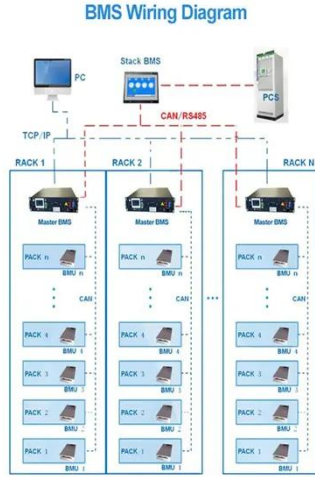 BMS Wiring Diagram
Stack BMS
PC
PCS
CAN/RS485
TCP/IP
RACK 1
RACK 2
RACK N
Master BMS
Master BMS
Master BMS
PACK n
PACK n
PACK n
BMU n
BMU n
BMU n
CAN
CAN
CAN
PACK 4
PACK 4
PACK 4
BMU 4
BMU 4
BMU 4
PACK 3
PACK 3
PACK 3
BMU 3
BMU 3
BMU 3
PACK 2
PACK 2
PACK 2
BMU 2
BMU 2
BMU 2
PACK 1
PACK 1
PACK 1
BMU 1
BMU 1
BMU 1